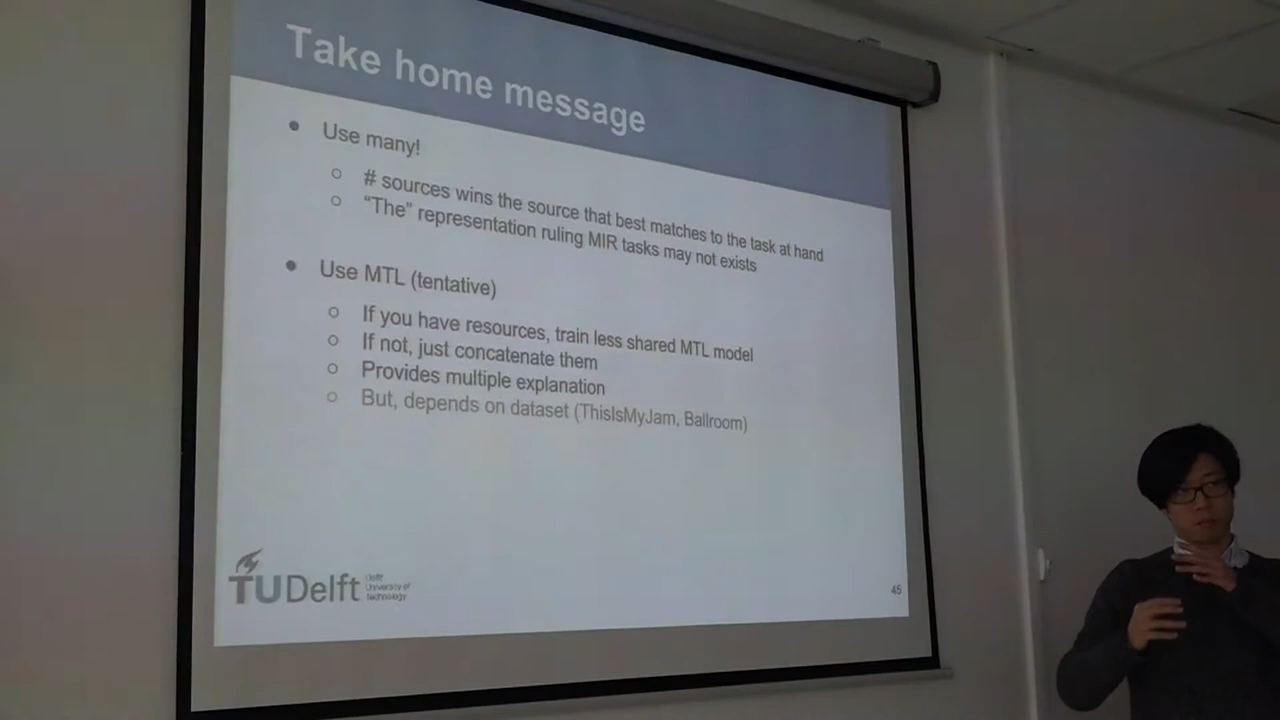 Take home message
● Use many!
○ # sources wins the source that best matches to the task at hand
○ “The” representation ruling MIR tasks may not exists
● Use MTL (tentative)
○ If you have resources, train less shared MTL model
○ If not, just concatenate them
○ Provides multiple explanation
○ But, depends on dataset (ThisIsMyJam, Ballroom)
TUDelft
Delft
University of
Technology
45